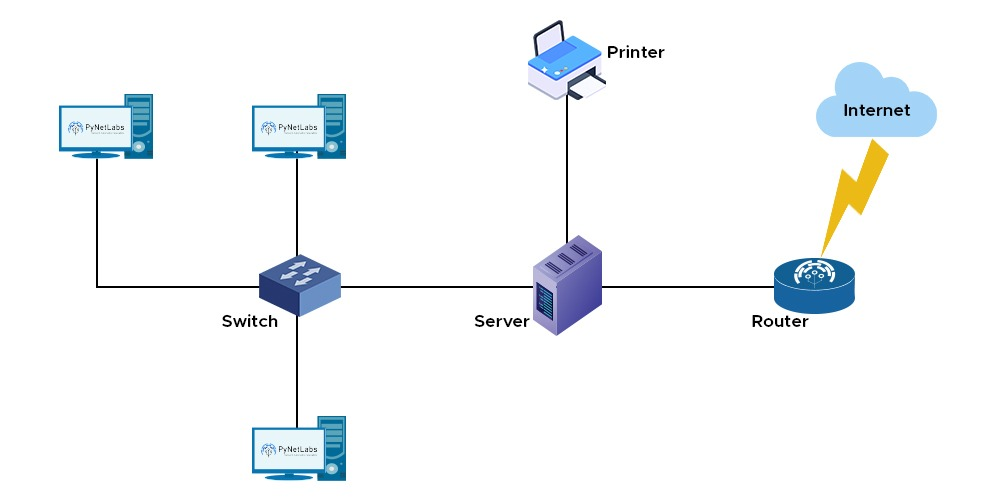 Printer
Internet
PyNetLabs
PyNetLabs
Switch
Server
Router
PyNetLabs